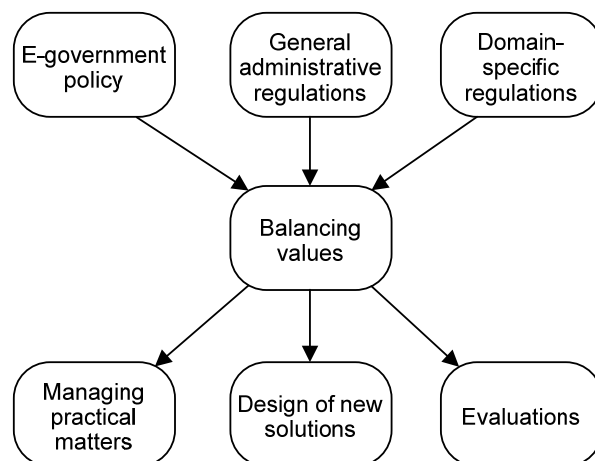 E-government
policy
General
administrative
regulations
Domain-
specific
regulations
Balancing
values
Managing
practical
matters
Design of new
solutions
Evaluations